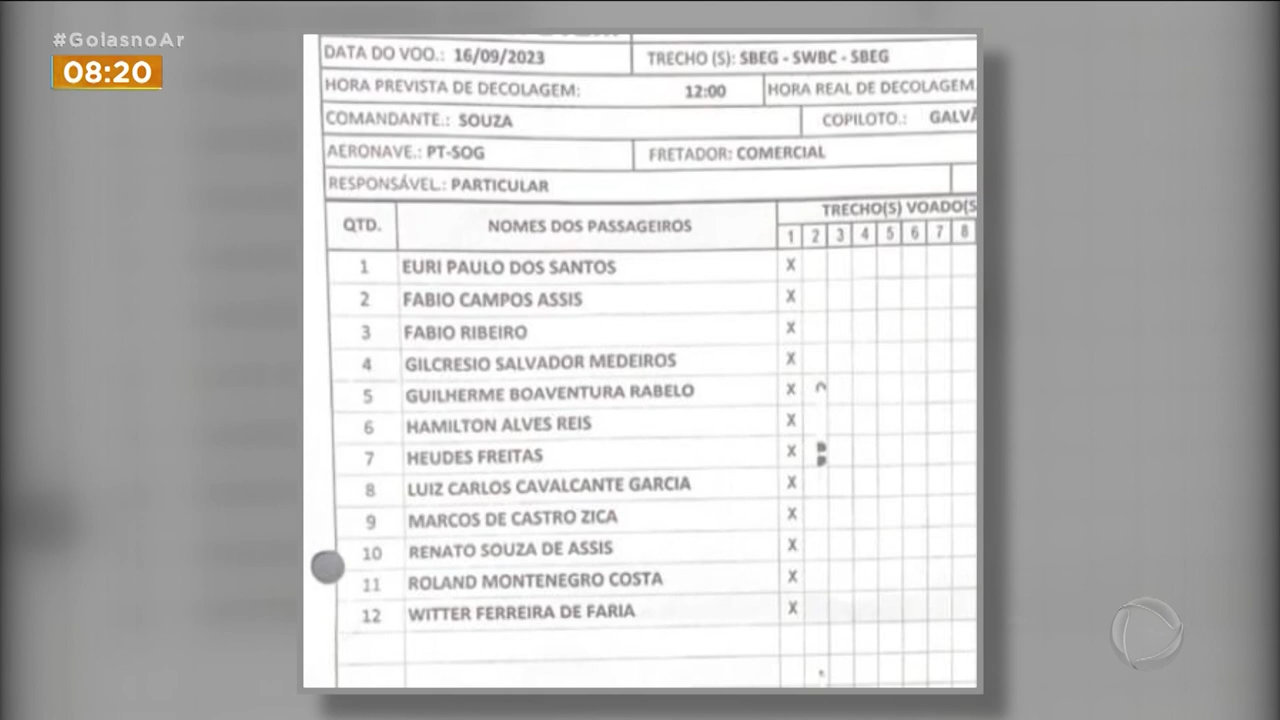 #GoiásnoAr
08:20
DATA DO VOO.: 16/09/2023 TRECHO (S): SBEG - SWBC - SBEG
HORA PREVISTA DE DECOLAGEM: 12:00 HORA REAL DE DECOLAGEM
COMANDANTE.: SOUZA COPILOTO.: GALVÃ
AERONAVE.: PT-SOG FRETADOR: COMERCIAL
RESPONSÁVEL: PARTICULAR
QTD. NOMES DOS PASSAGEIROS TRECHO(S) VOADO(S
1 2 3 4 5 6 7 8
1 EURI PAULO DOS SANTOS X
2 FABIO CAMPOS ASSIS X
3 FABIO RIBEIRO X
4 GILCRESIO SALVADOR MEDEIROS X
5 GUILHERME BOAVENTURA RABELO X
6 HAMILTON ALVES REIS X
7 HEUDES FREITAS X
8 LUIZ CARLOS CAVALCANTE GARCIA X
9 MARCOS DE CASTRO ZICA X
10 RENATO SOUZA DE ASSIS X
11 ROLAND MONTENEGRO COSTA X
12 WITTER FERREIRA DE FARIA X